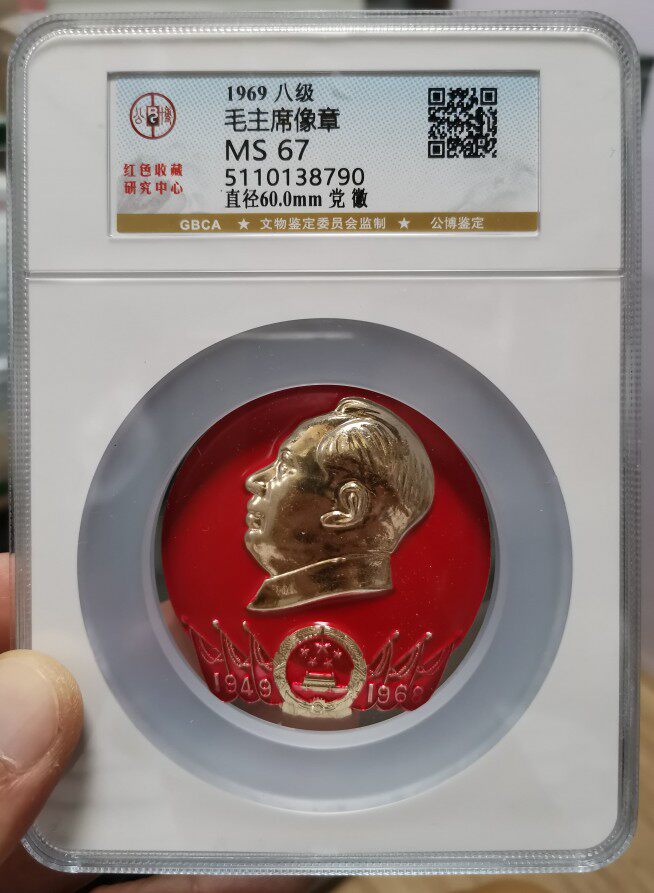 1969 八级
毛主席像章
MS 67
5110138790
直径60.0mm 党 徽
公博
红色收藏
研究中心
GBCA ★ 文物鉴定委员会监制 ★ 公博鉴定
1949 1969